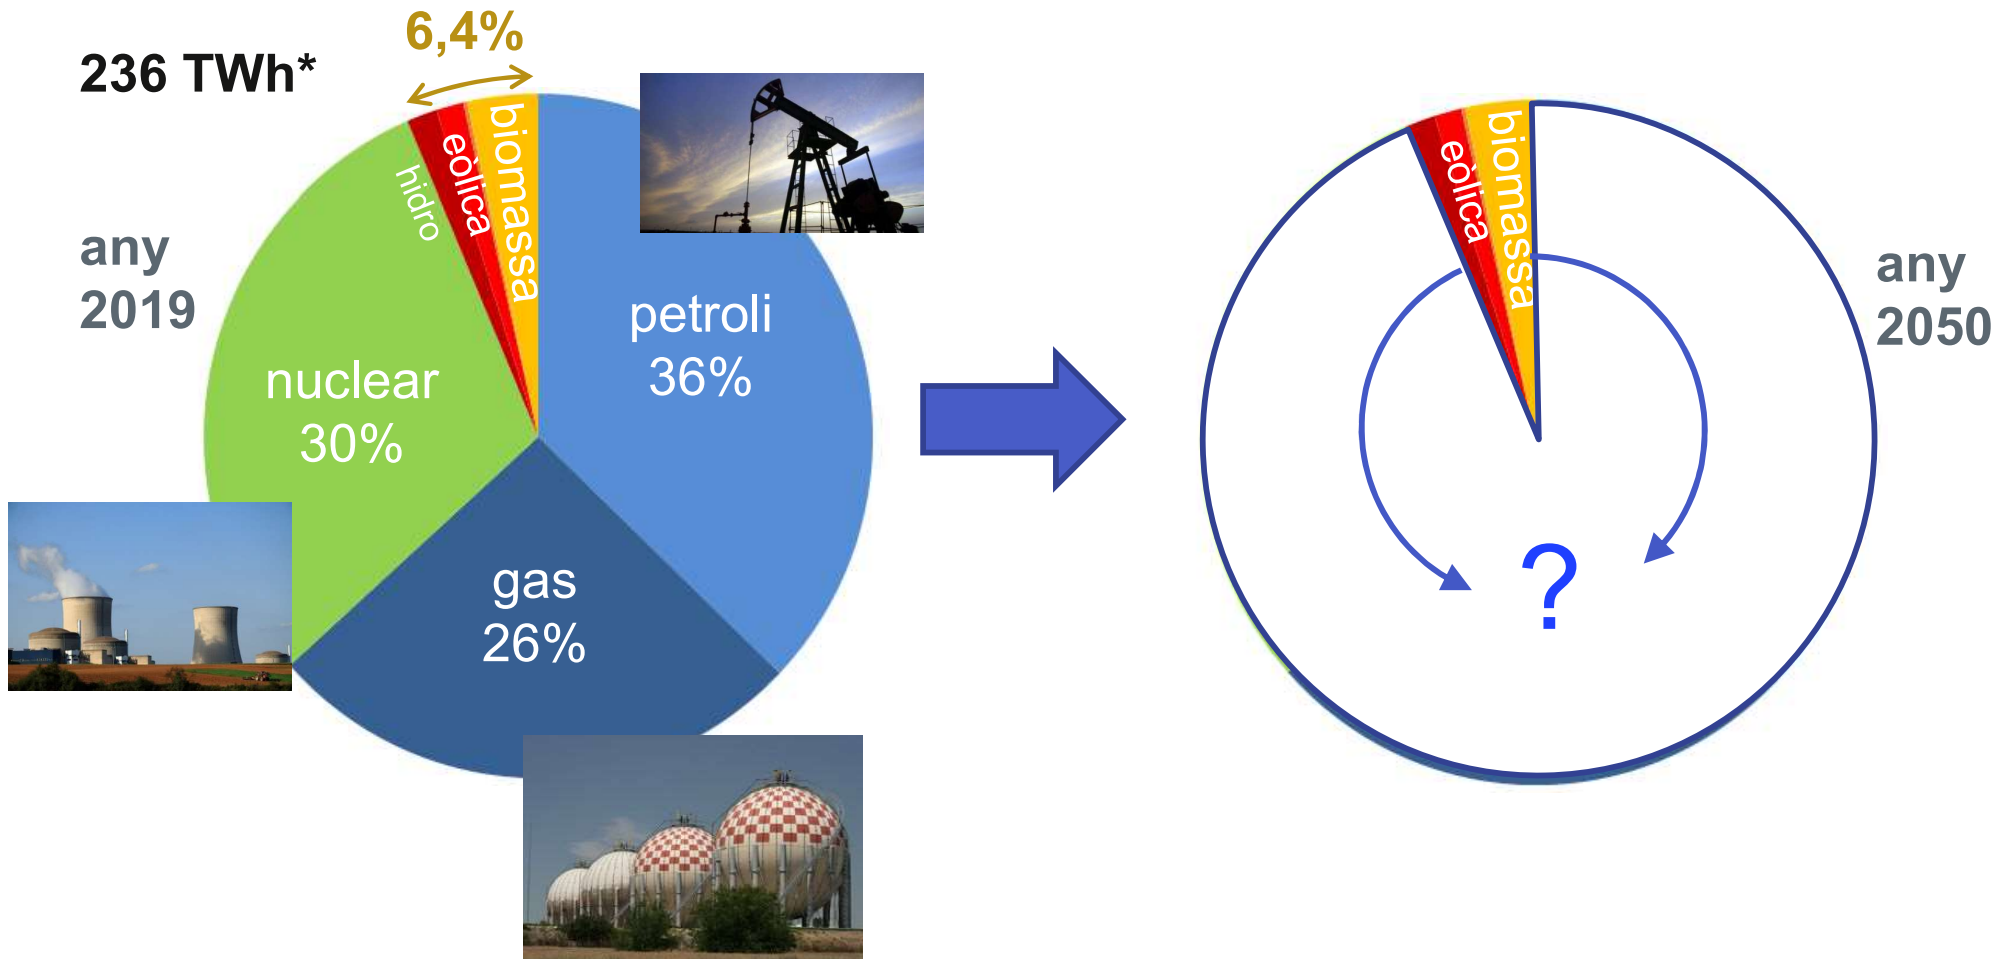 6,4%
236 TWh*
any
2019
hidro
eòlica
biomassa
petroli
36%
nuclear
30%
gas
26%
eòlica
biomassa
any
2050
?